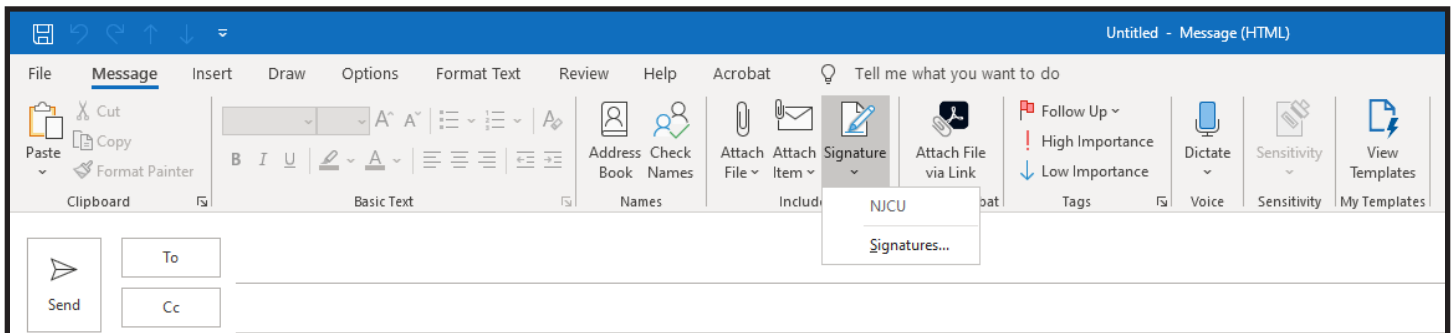 Untitled - Message (HTML)
File Message Insert Draw Options Format Text Review Help Acrobat Tell me what you want to do
Paste
Cut
Copy
Format Painter
Clipboard
B I U A
Basic Text
Address Book
Check Names
Names
Attach File
Attach Item
Signature
Includ
NJCU
Signatures...
Attach File via Link
bat
Follow Up
High Importance
Low Importance
Tags
Dictate
Voice
Sensitivity
Sensitivity
View Templates
My Templates
Send
To
Cc